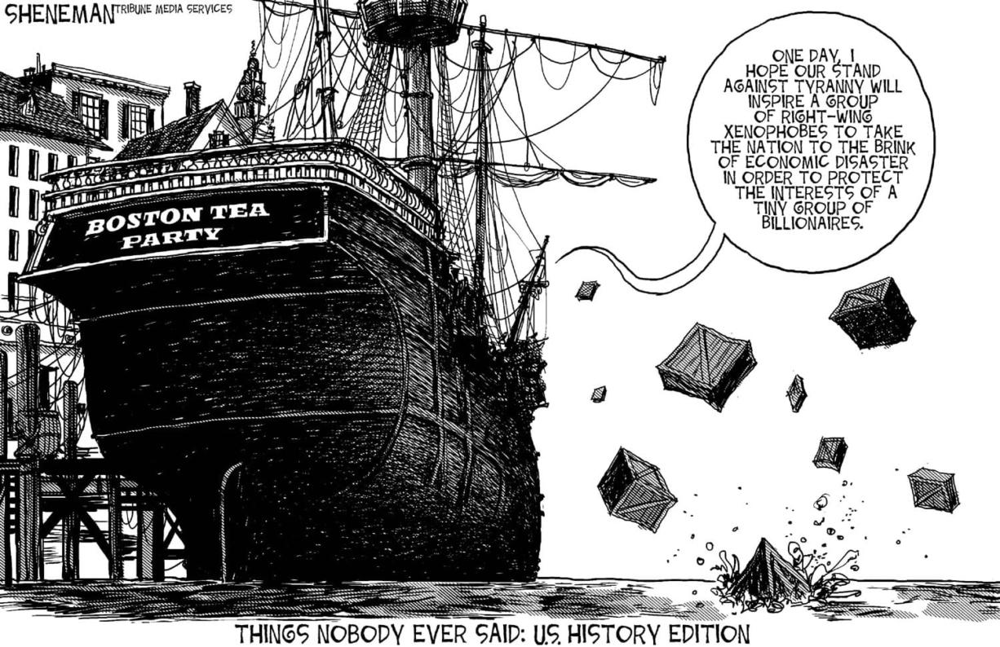 SHENEMAN TRIBUNE MEDIA SERVICES
ONE DAY, I
HOPE OUR STAND
AGAINST TYRANNY WILL
INSPIRE A GROUP
OF RIGHT-WING
XENOPHOBES TO TAKE
THE NATION TO THE BRINK
OF ECONOMIC DISASTER
IN ORDER TO PROTECT
THE INTERESTS OF A
TINY GROUP OF
BILLIONAIRES.
BOSTON TEA
PARTY
THINGS NOBODY EVER SAID: U.S. HISTORY EDITION